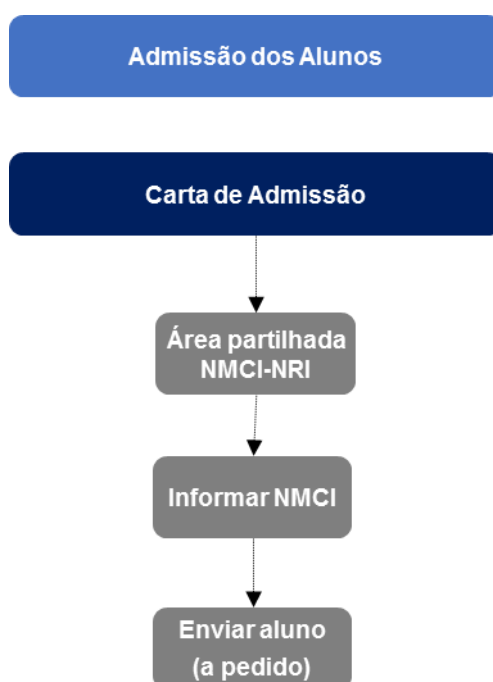 Admissão dos Alunos
Carta de Admissão
Área partilhada
NMCI-NRI
Informar NMCI
Enviar aluno
(a pedido)